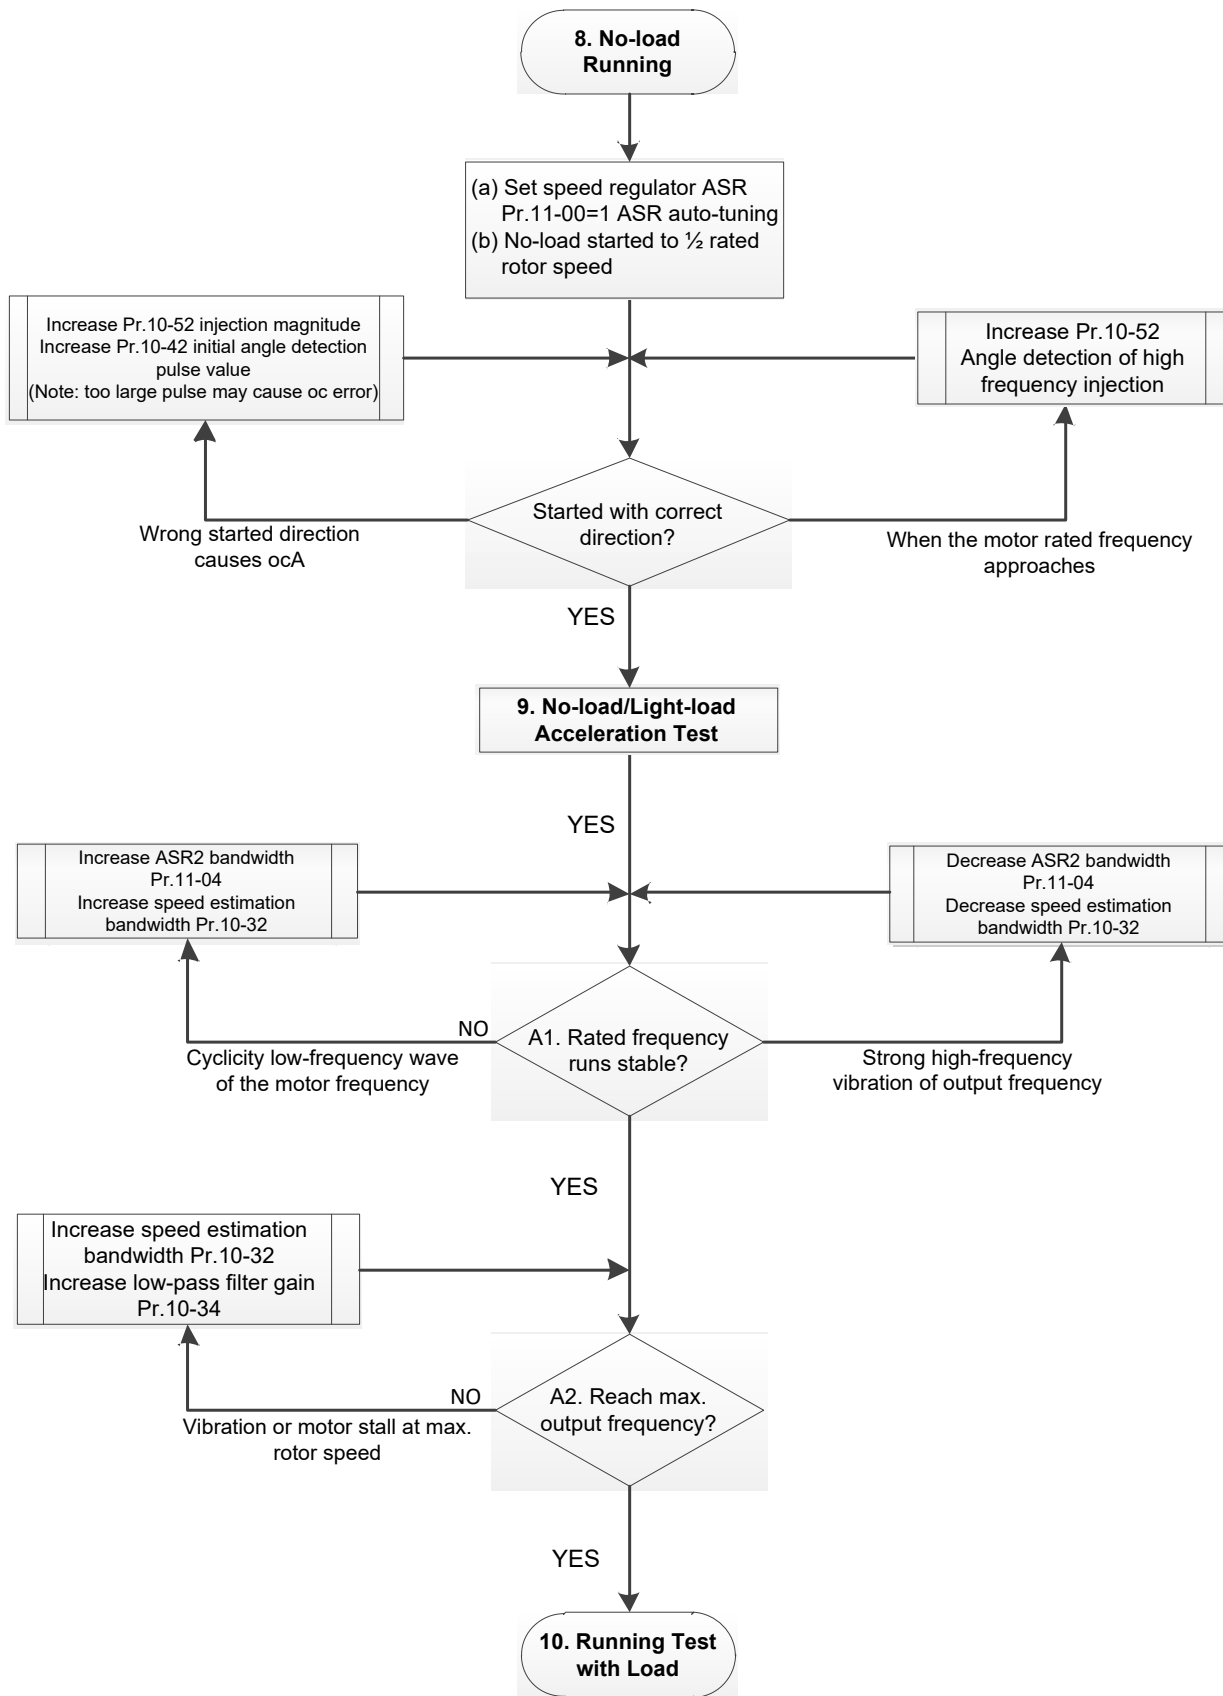 8. No-load
Running
(a) Set speed regulator ASR
Pr.11-00=1 ASR auto-tuning
(b) No-load started to ½ rated
rotor speed
Increase Pr.10-52 injection magnitude
Increase Pr.10-42 initial angle detection
pulse value
(Note: too large pulse may cause oc error)
Increase Pr.10-52
Angle detection of high
frequency injection
Started with correct
direction?
Wrong started direction
causes ocA
When the motor rated frequency
approaches
YES
9. No-load/Light-load
Acceleration Test
YES
Increase ASR2 bandwidth
Pr.11-04
Increase speed estimation
bandwidth Pr.10-32
Decrease ASR2 bandwidth
Pr.11-04
Decrease speed estimation
bandwidth Pr.10-32
NO
A1. Rated frequency
runs stable?
Cyclicity low-frequency wave
of the motor frequency
Strong high-frequency
vibration of output frequency
YES
Increase speed estimation
bandwidth Pr.10-32
Increase low-pass filter gain
Pr.10-34
NO
A2. Reach max.
output frequency?
Vibration or motor stall at max.
rotor speed
YES
10. Running Test
with Load